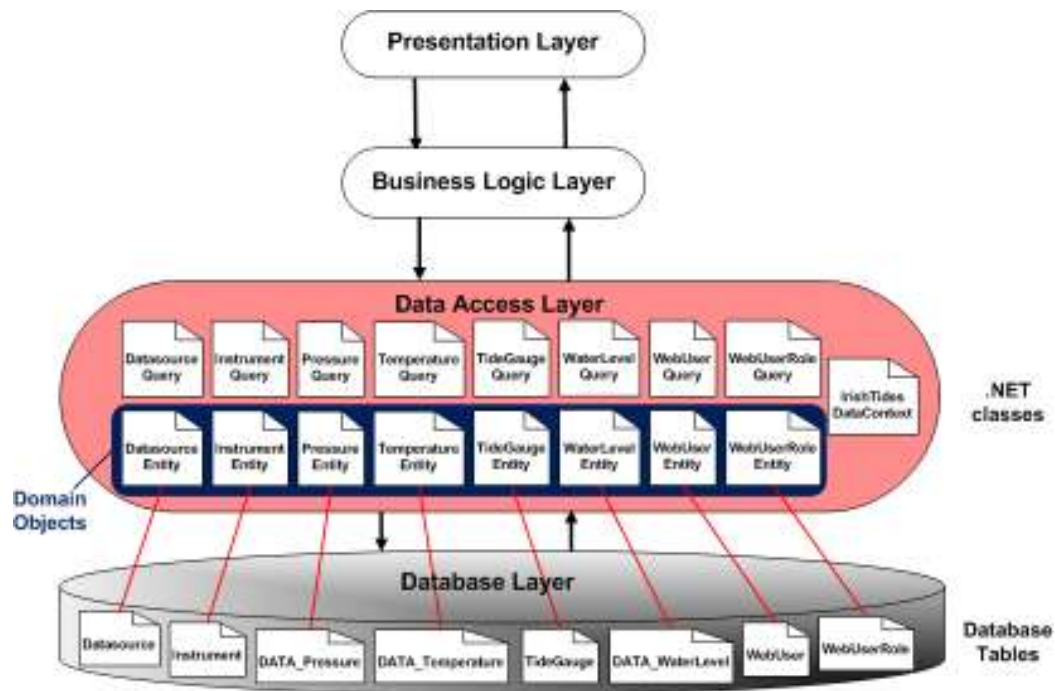 Presentation Layer
Business Logic Layer
Data Access Layer
Datasource
Query
Instrument
Query
Pressure
Query
Temperature
Query
TideGauge
Query
WaterLevel
Query
WebUser
Query
WebUserRole
Query
IrishTides
DataContext
.NET
classes
Datasource
Entity
Instrument
Entity
Pressure
Entity
Temperature
Entity
TideGauge
Entity
WaterLevel
Entity
WebUser
Entity
WebUserRole
Entity
Domain
Objects
Database Layer
Datasource
Instrument
DATA_Pressure
DATA_Temperature
TideGauge
DATA_WaterLevel
WebUser
WebUserRole
Database
Tables